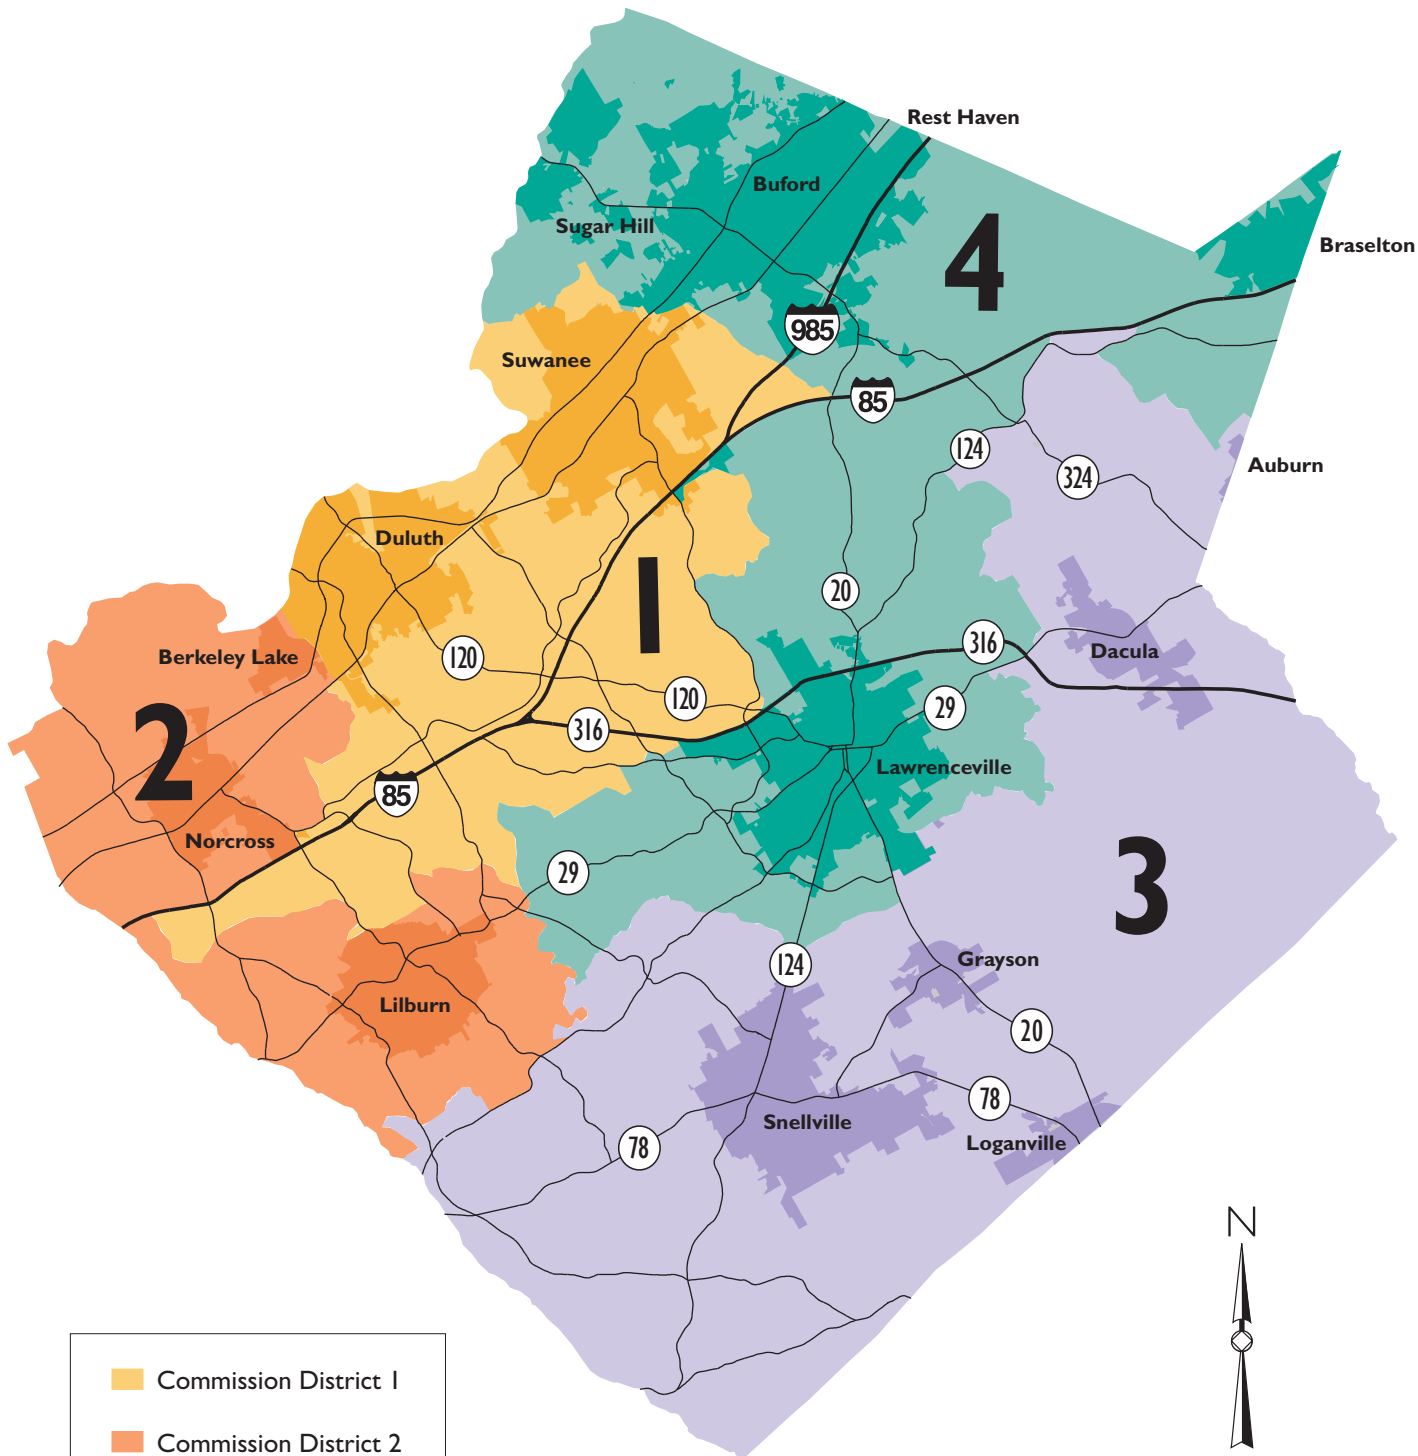 Rest Haven
Buford
Sugar Hill
4
Braselton
985
Suwanee
85
124
Auburn
324
Duluth
1
20
316
Berkeley Lake
120
Dacula
120
29
2
316
Lawrenceville
85
Norcross
29
3
124
Grayson
Lilburn
20
78
Snellville
Loganville
78
N
Commission District 1
Commission District 2